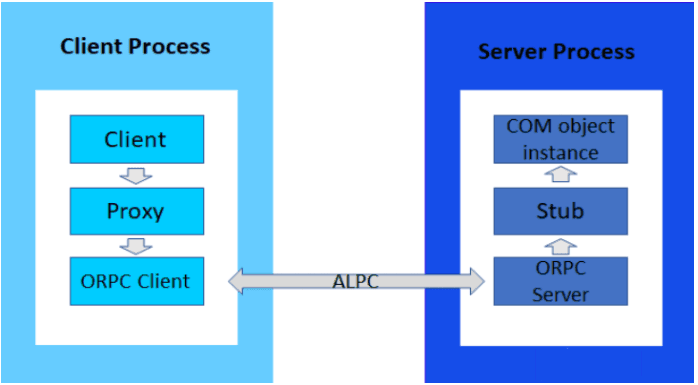 Client Process
Client
Proxy
ORPC Client
ALPC
Server Process
COM object
instance
Stub
ORPC
Server